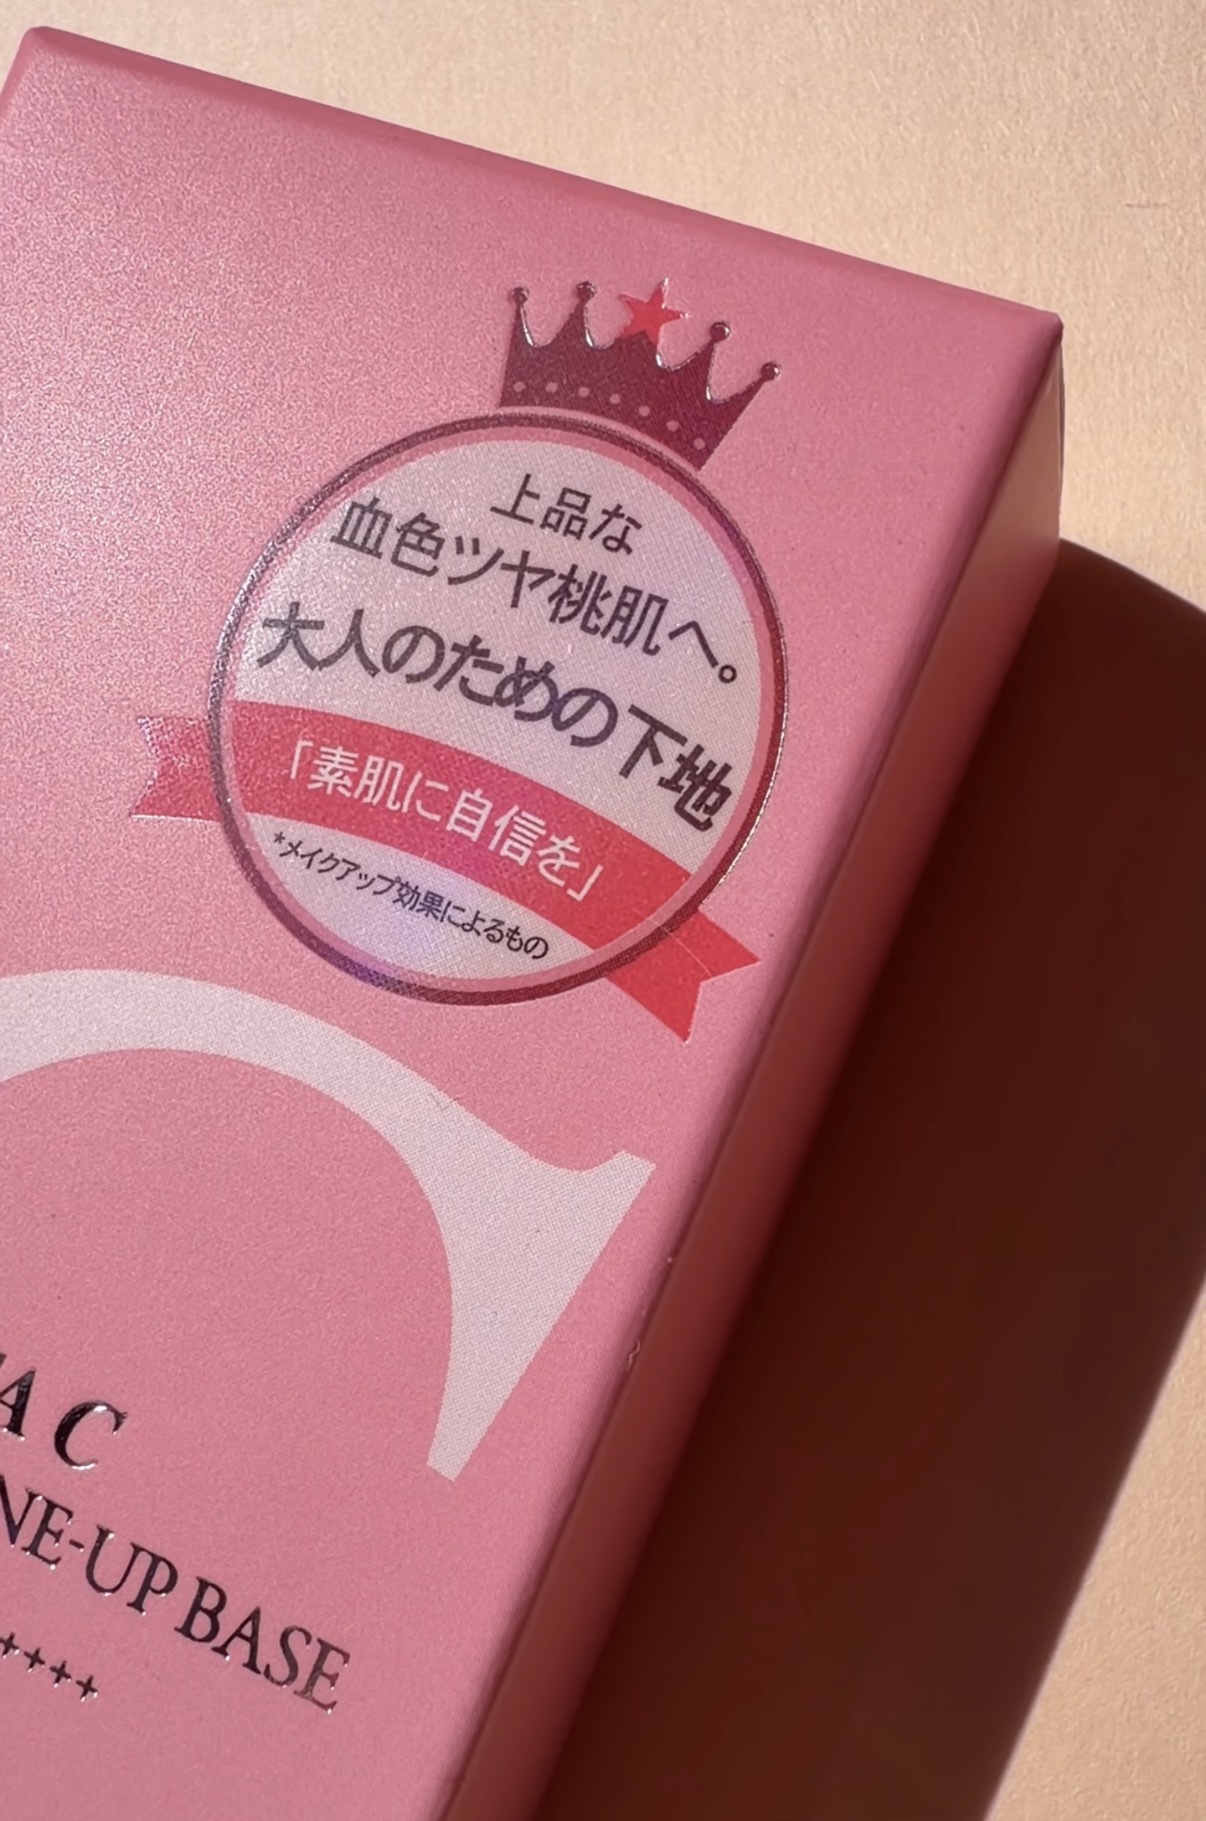 上品な
血色ツヤ桃肌へ。
大人のための下地
「素肌に自信を」
*メイクアップ効果によるもの
C
A C
NE-UP BASE
++++